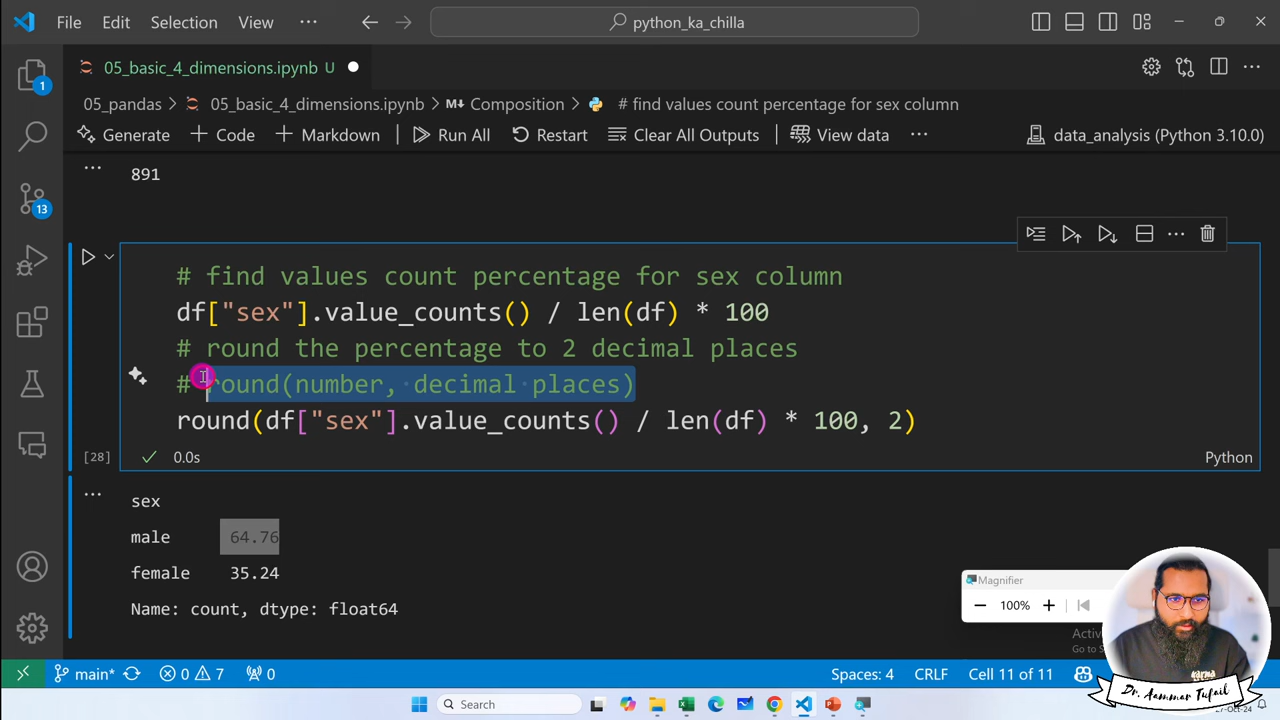 File Edit Selection View ··· python_ka_chilla
05_basic_4_dimensions.ipynb U
05_pandas > 05_basic_4_dimensions.ipynb > M↓ Composition > # find values count percentage for sex column
Generate + Code + Markdown Run All Restart Clear All Outputs View data ··· data_analysis (Python 3.10.0)
1
13
891
# find values count percentage for sex column
df["sex"].value_counts() / len(df) * 100
# round the percentage to 2 decimal places
# round(number, decimal places)
round(df["sex"].value_counts() / len(df) * 100, 2)
[28] 0.0s Python
sex
male 64.76
female 35.24
Name: count, dtype: float64
Magnifier
100%
main* 0 7 0 Spaces: 4 CRLF Cell 11 of 11
Search
Dr. Aammar Tufail